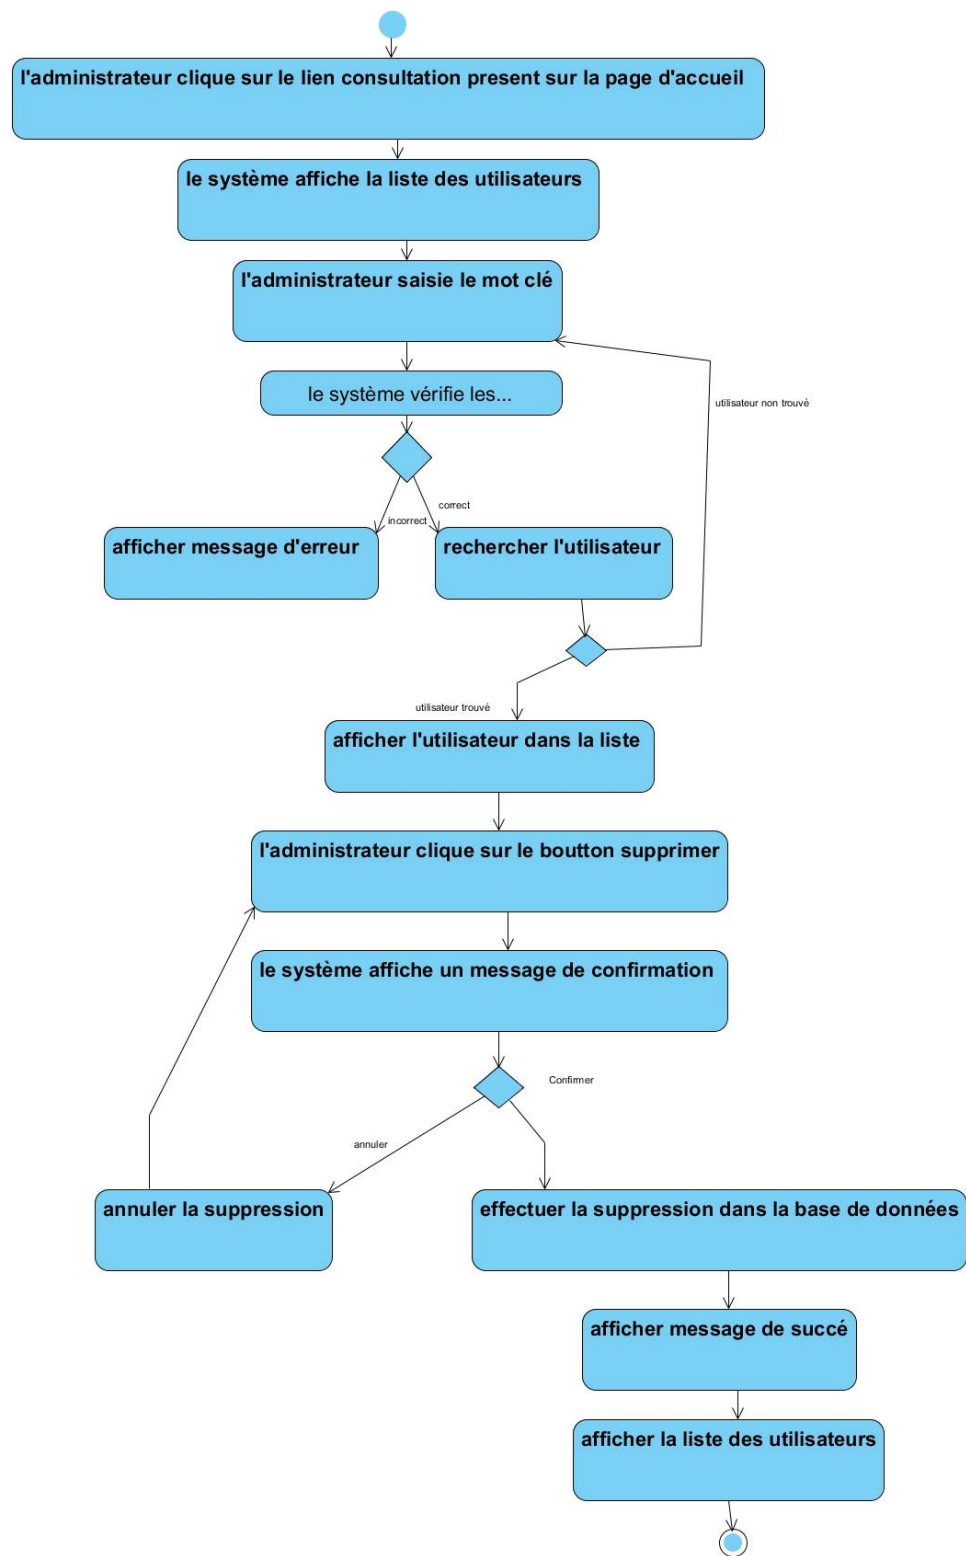 l'administrateur clique sur le lien consultation present sur la page d'accueil
le système affiche la liste des utilisateurs
l'administrateur saisie le mot clé
le système vérifie les...
utilisateur non trouvé
correct
incorrect
afficher message d'erreur
rechercher l'utilisateur
utilisateur trouvé
afficher l'utilisateur dans la liste
l'administrateur clique sur le boutton supprimer
le système affiche un message de confirmation
Confirmer
annuler
annuler la suppression
effectuer la suppression dans la base de données
afficher message de succé
afficher la liste des utilisateurs